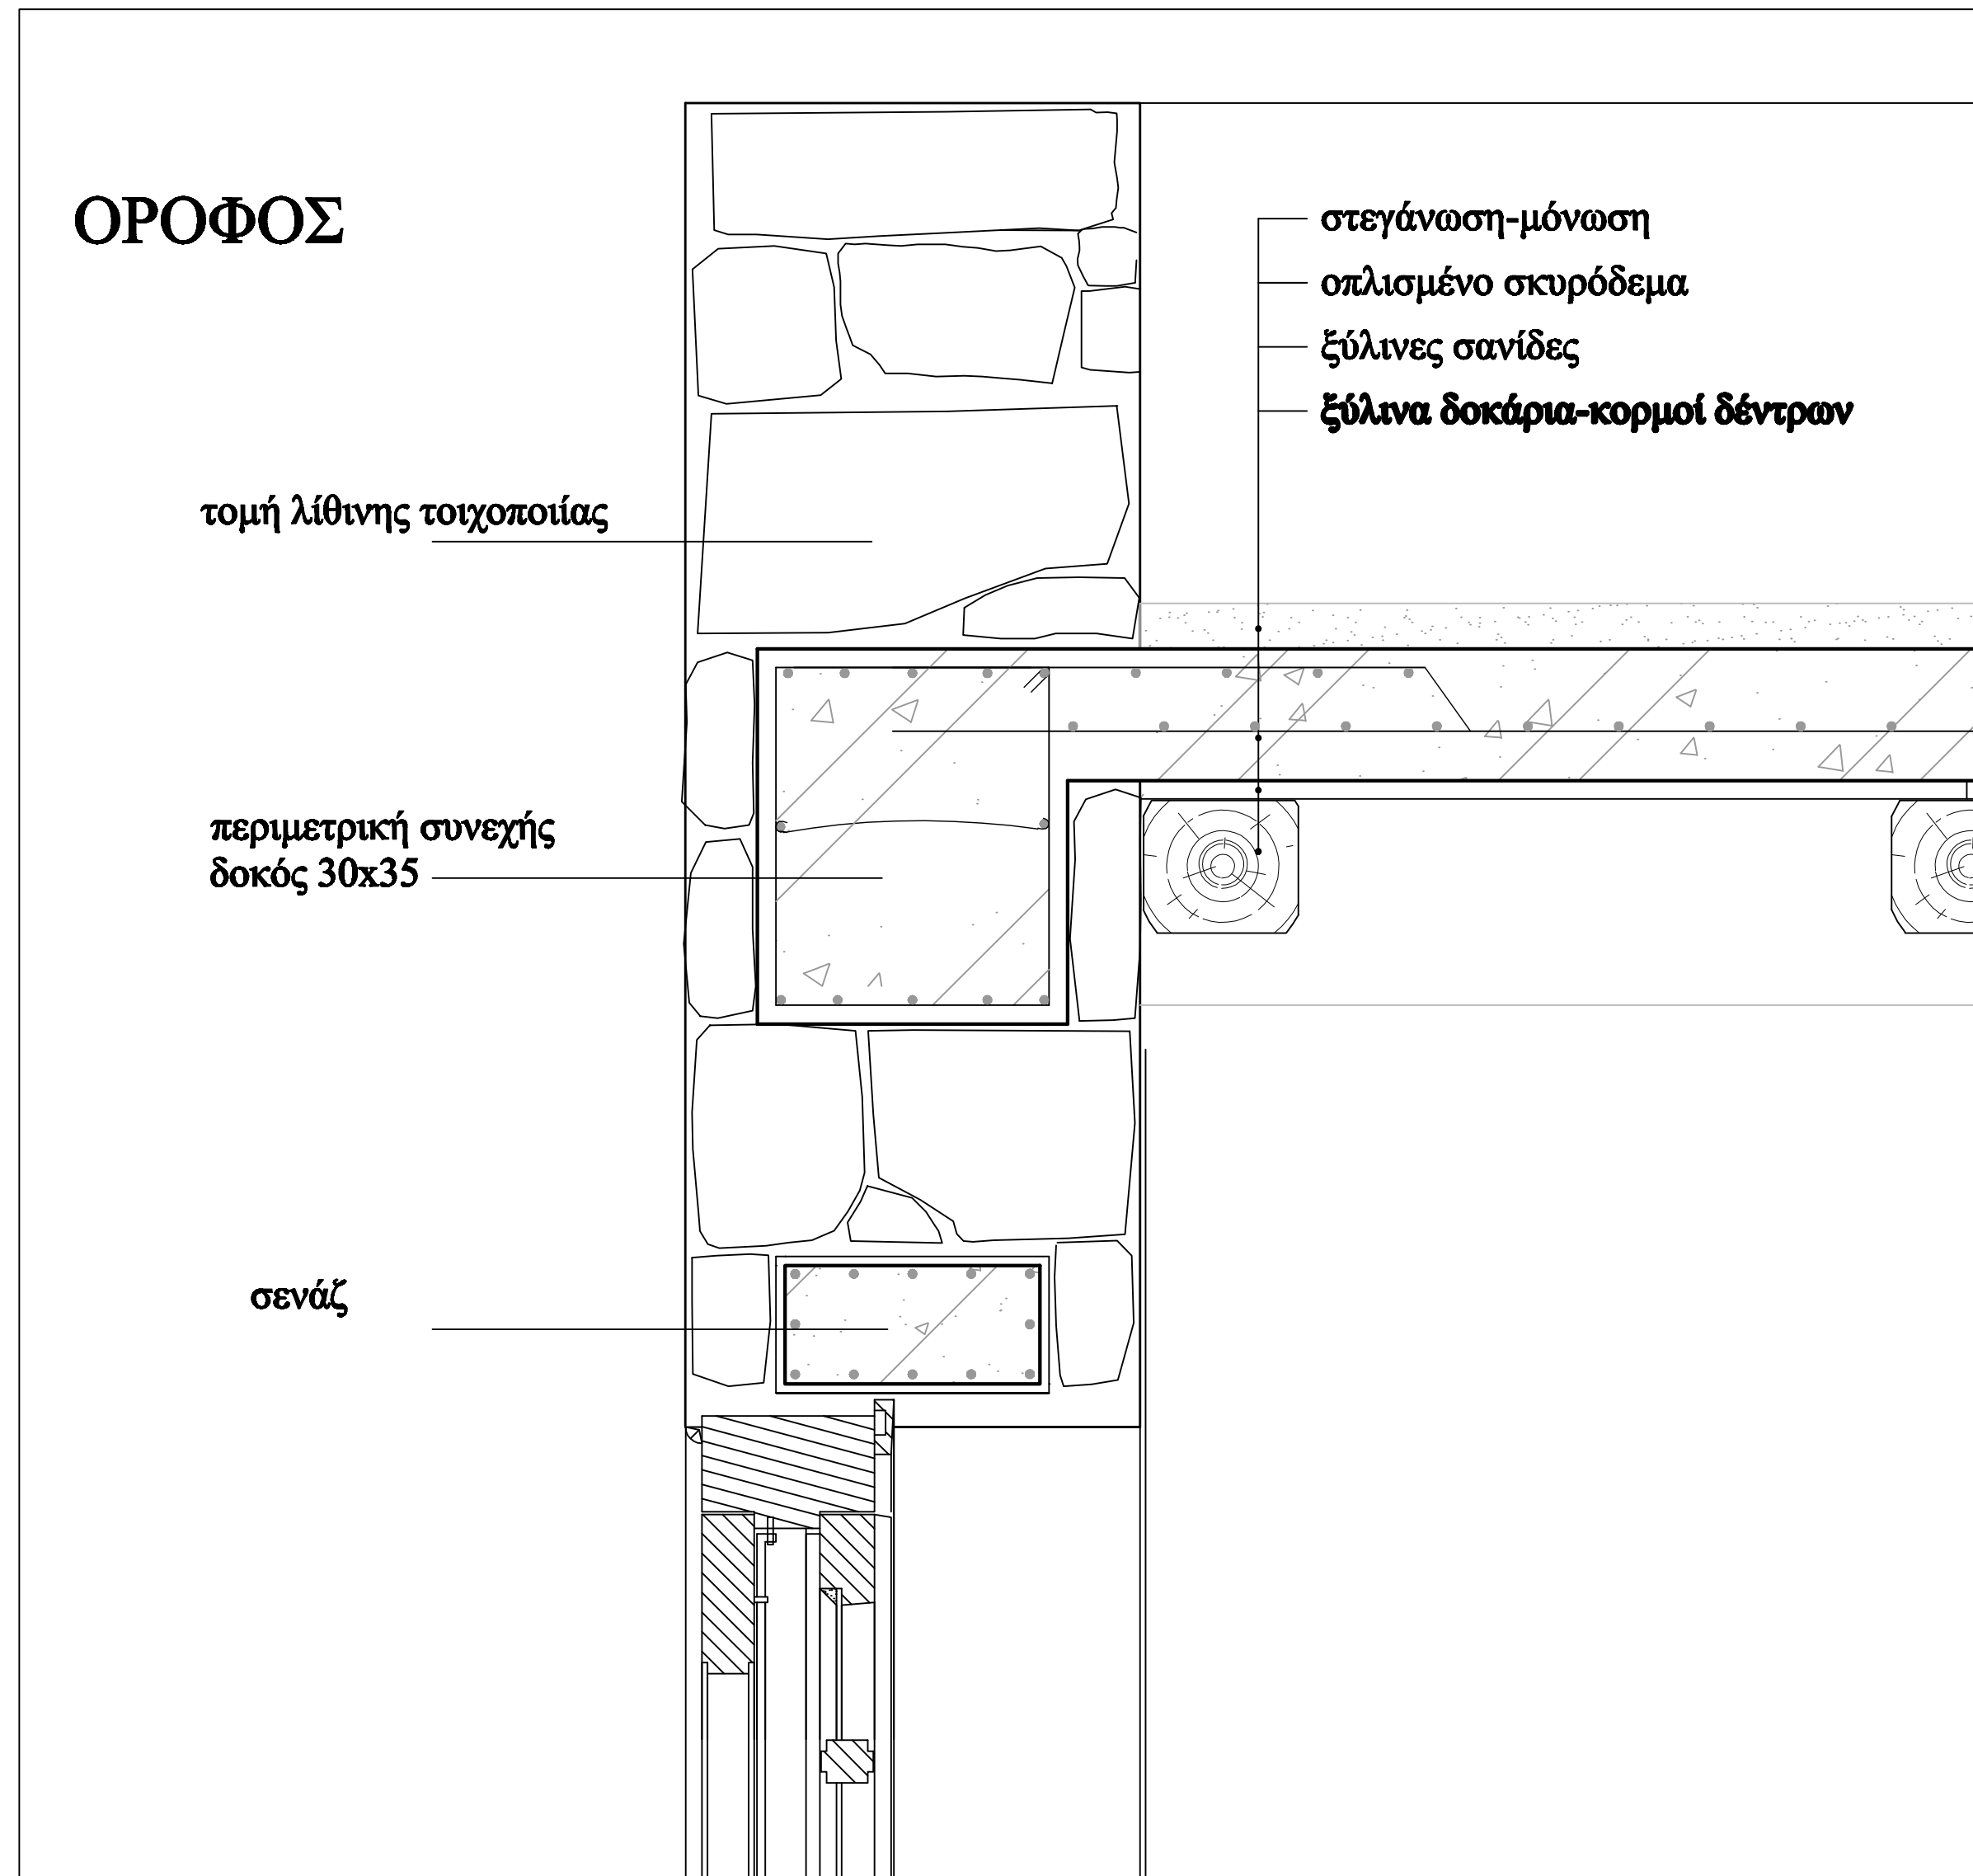 ΟΡΟΦΟΣ
στεγάνωση-μόνωση
οπλισμένο σκυρόδεμα
ξύλινες σανίδες
ξύλινα δοκάρια-κορμοί δέντρων
τομή λίθινης τοιχοποιίας
περιμετρική συνεχής
δοκός 30x35
σενάζ